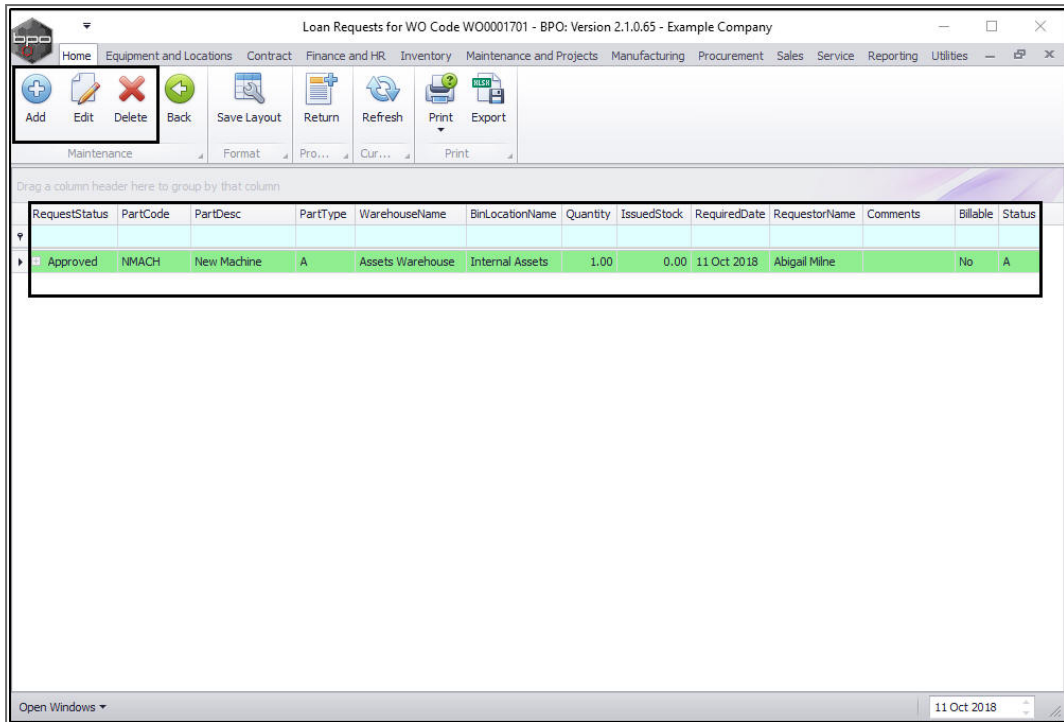 bpo
Loan Requests for WO Code WO0001701 - BPO: Version 2.1.0.65 - Example Company
Home Equipment and Locations Contract Finance and HR Inventory Maintenance and Projects Manufacturing Procurement Sales Service Reporting Utilities
XLSX
Add Edit Delete Back Save Layout Return Refresh Print Export
Maintenance Format Pro... Cur... Print
Drag a column header here to group by that column
RequestStatus PartCode PartDesc PartType WarehouseName BinLocationName Quantity IssuedStock RequiredDate RequestorName Comments Billable Status
Approved NMACH New Machine A Assets Warehouse Internal Assets 1.00 0.00 11 Oct 2018 Abigail Milne No A
Open Windows 11 Oct 2018